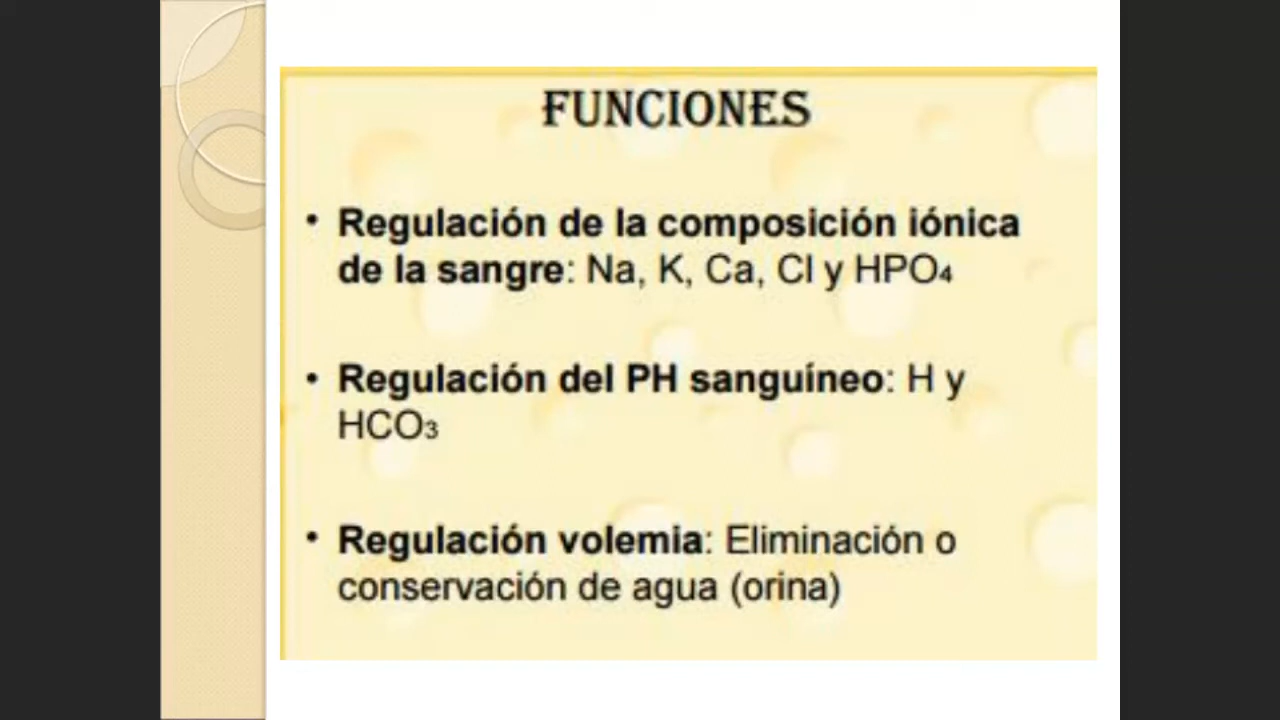 FUNCIONES
• Regulación de la composición iónica
de la sangre: Na, K, Ca, Cl y HPO₄
• Regulación del PH sanguíneo: H y
HCO₃
• Regulación volemia: Eliminación o
conservación de agua (orina)